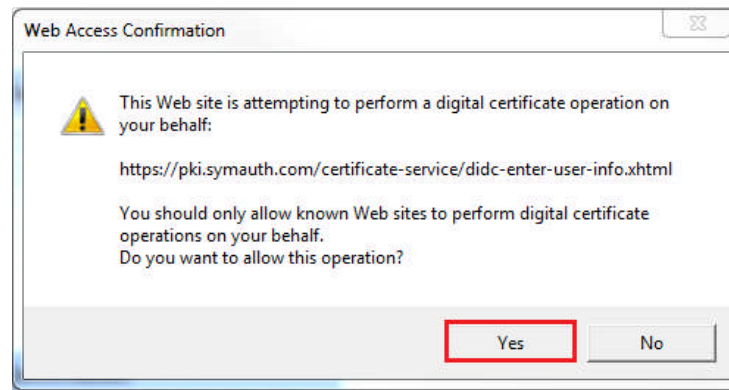 Web Access Confirmation
This Web site is attempting to perform a digital certificate operation on
your behalf:
https://pki.symauth.com/certificate-service/didc-enter-user-info.xhtml
You should only allow known Web sites to perform digital certificate
operations on your behalf.
Do you want to allow this operation?
Yes No